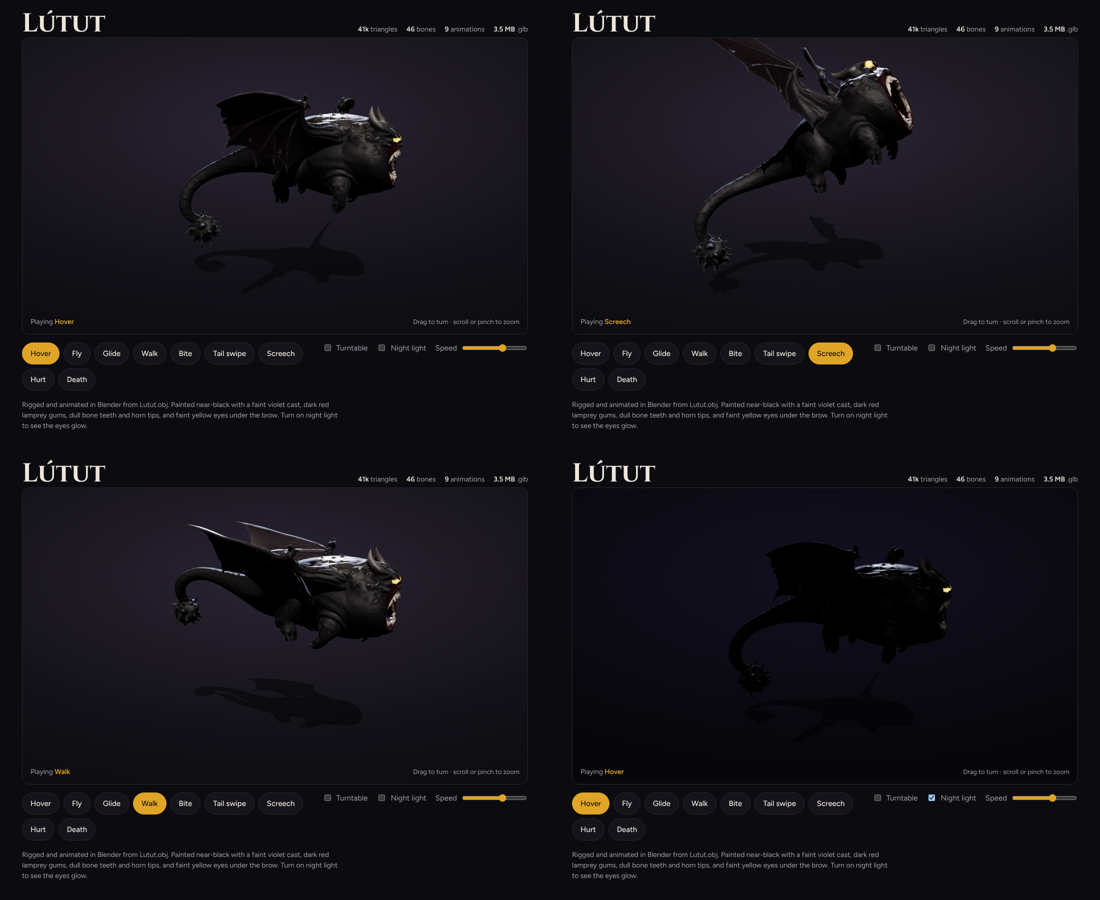 LÚTUT
41k triangles 46 bones 9 animations 3.5 MB .glb
Playing Hover
Drag to turn · scroll or pinch to zoom
Hover Fly Glide Walk Bite Tail swipe Screech
Turntable Night light Speed
Hurt Death
Rigged and animated in Blender from Lutut.obj. Painted near-black with a faint violet cast, dark red
lamprey gums, dull bone teeth and horn tips, and faint yellow eyes under the brow. Turn on night light
to see the eyes glow.
LÚTUT
41k triangles 46 bones 9 animations 3.5 MB .glb
Playing Screech
Drag to turn · scroll or pinch to zoom
Hover Fly Glide Walk Bite Tail swipe Screech
Turntable Night light Speed
Hurt Death
Rigged and animated in Blender from Lutut.obj. Painted near-black with a faint violet cast, dark red
lamprey gums, dull bone teeth and horn tips, and faint yellow eyes under the brow. Turn on night light
to see the eyes glow.
LÚTUT
41k triangles 46 bones 9 animations 3.5 MB .glb
Playing Walk
Drag to turn · scroll or pinch to zoom
Hover Fly Glide Walk Bite Tail swipe Screech
Turntable Night light Speed
Hurt Death
Rigged and animated in Blender from Lutut.obj. Painted near-black with a faint violet cast, dark red
lamprey gums, dull bone teeth and horn tips, and faint yellow eyes under the brow. Turn on night light
to see the eyes glow.
LÚTUT
41k triangles 46 bones 9 animations 3.5 MB .glb
Playing Hover
Drag to turn · scroll or pinch to zoom
Hover Fly Glide Walk Bite Tail swipe Screech
Turntable Night light Speed
Hurt Death
Rigged and animated in Blender from Lutut.obj. Painted near-black with a faint violet cast, dark red
lamprey gums, dull bone teeth and horn tips, and faint yellow eyes under the brow. Turn on night light
to see the eyes glow.